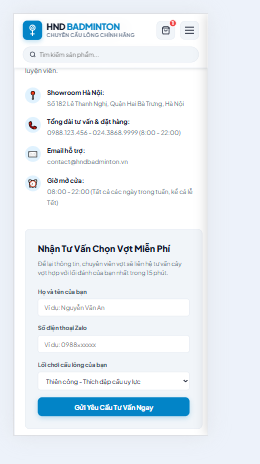 HND BADMINTON
CHUYÊN CẦU LÔNG CHÍNH HÃNG
3
Tìm kiếm sản phẩm...
luyện viên.
Showroom Hà Nội:
Số 182 Lê Thanh Nghị, Quận Hai Bà Trưng, Hà Nội
Tổng đài tư vấn & đặt hàng:
0988.123.456 - 024.3868.9999 (8:00 - 22:00)
Email hỗ trợ:
contact@hndbadminton.vn
Giờ mở cửa:
08:00 - 22:00 (Tất cả các ngày trong tuần, kể cả lễ
Tết)
Nhận Tư Vấn Chọn Vợt Miễn Phí
Để lại thông tin, chuyên viên vợt sẽ liên hệ tư vấn cây
vợt hợp với lối đánh của bạn nhất trong 15 phút.
Họ và tên của bạn
Ví dụ: Nguyễn Văn An
Số điện thoại Zalo
Ví dụ: 0988xxxxxx
Lối chơi cầu lông của bạn
Thiên công - Thích đập cầu uy lực
Gửi Yêu Cầu Tư Vấn Ngay